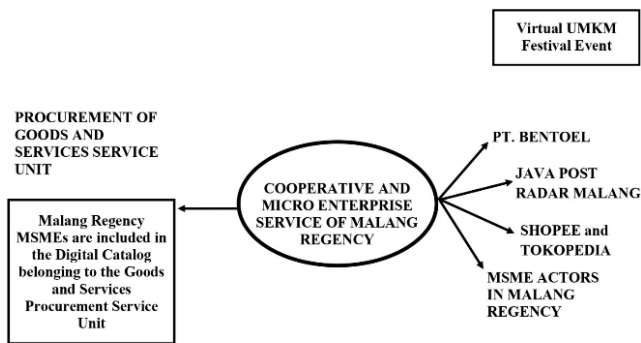 Virtual UMKM
Festival Event
PROCUREMENT OF
GOODS AND
SERVICES SERVICE
UNIT
Malang Regency
MSMEs are included in
the Digital Catalog
belonging to the Goods
and Services
Procurement Service
Unit
COOPERATIVE AND
MICRO ENTERPRISE
SERVICE OF MALANG
REGENCY
PT. BENTOEL
JAVA POST
RADAR MALANG
SHOPEE and
TOKOPEDIA
MSME ACTORS
IN MALANG
REGENCY